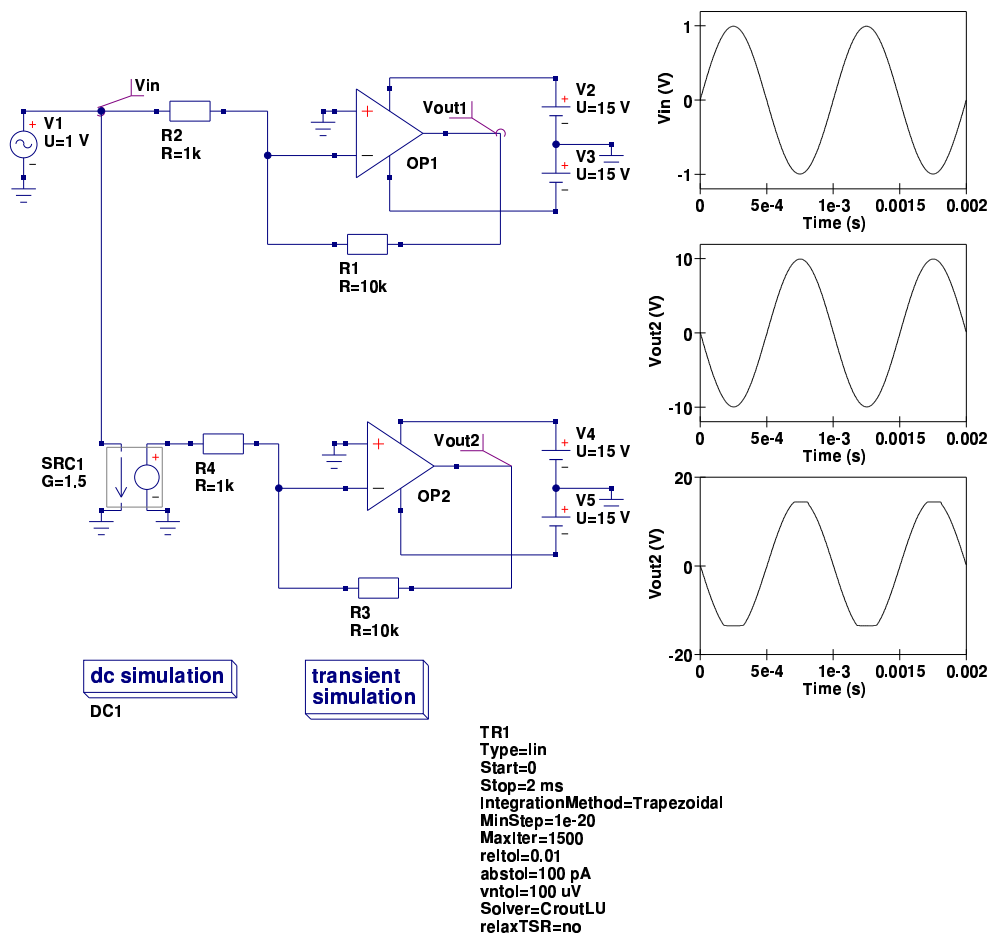 Vin
V1
U=1 V
R2
R=1k
Vout1
OP1
V2
U=15 V
V3
U=15 V
R1
R=10k
SRC1
G=1.5
R4
R=1k
Vout2
OP2
V4
U=15 V
V5
U=15 V
R3
R=10k
dc simulation
DC1
transient
simulation
TR1
Type=lin
Start=0
Stop=2 ms
IntegrationMethod=Trapezoidal
MinStep=1e-20
MaxIter=1500
reltol=0.01
abstol=100 pA
vntol=100 uV
Solver=CroutLU
relaxTSR=no
Vin (V)
1
0
-1
0 5e-4 1e-3 0.0015 0.002
Time (s)
Vout2 (V)
10
0
-10
0 5e-4 1e-3 0.0015 0.002
Time (s)
Vout2 (V)
20
0
-20
0 5e-4 1e-3 0.0015 0.002
Time (s)